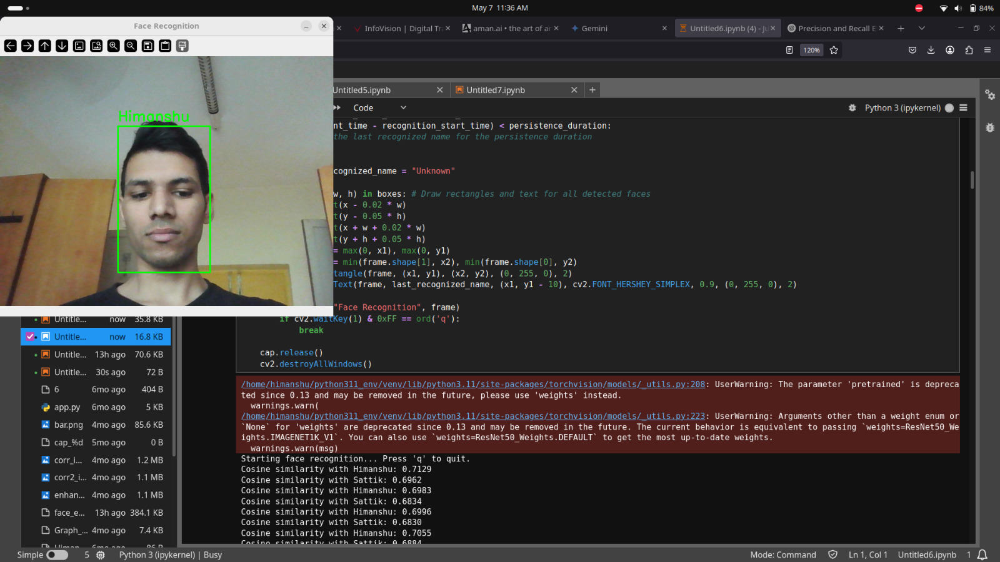 May 7 11:36 AM
84%
Face Recognition
InfoVision | Digital Tr
aman.ai • the art of ar
Gemini
Untitled6.ipynb (4) - Ju
Precision and Recall E
120%
Untitled5.ipynb
Untitled7.ipynb
Code
Python 3 (ipykernel)
Himanshu
nt_time - recognition_start_time) < persistence_duration:
the last recognized name for the persistence duration
cognized_name = "Unknown"
w, h) in boxes: # Draw rectangles and text for all detected faces
t(x - 0.02 * w)
t(y - 0.05 * h)
t(x + w + 0.02 * w)
t(y + h + 0.05 * h)
= max(0, x1), max(0, y1)
= min(frame.shape[1], x2), min(frame.shape[0], y2)
tangle(frame, (x1, y1), (x2, y2), (0, 255, 0), 2)
Text(frame, last_recognized_name, (x1, y1 - 10), cv2.FONT_HERSHEY_SIMPLEX, 0.9, (0, 255, 0), 2)
"Face Recognition", frame)
if cv2.waitKey(1) & 0xFF == ord('q'):
break
cap.release()
cv2.destroyAllWindows()
Untitle... now 35.8 KB
Untitle... now 16.8 KB
Untitle... 13h ago 70.6 KB
Untitle... 30s ago 72 B
6 6mo ago 404 B
app.py 6mo ago 5 KB
bar.png 4mo ago 85.6 KB
cap_%d 5mo ago 0 B
corr_i... 4mo ago 1.2 MB
corr2_i... 4mo ago 1.1 MB
enhan... 4mo ago 1.1 MB
face_e... 13h ago 384.1 KB
Graph_... 4mo ago 7.4 KB
Himan... 6mo ago 86 B
/home/himanshu/python311_env/venv/lib/python3.11/site-packages/torchvision/models/_utils.py:208: UserWarning: The parameter 'pretrained' is depreca
ted since 0.13 and may be removed in the future, please use 'weights' instead.
warnings.warn(
/home/himanshu/python311_env/venv/lib/python3.11/site-packages/torchvision/models/_utils.py:223: UserWarning: Arguments other than a weight enum or
`None` for 'weights' are deprecated since 0.13 and may be removed in the future. The current behavior is equivalent to passing `weights=ResNet50_We
ights.IMAGENET1K_V1`. You can also use `weights=ResNet50_Weights.DEFAULT` to get the most up-to-date weights.
warnings.warn(msg)
Starting face recognition... Press 'q' to quit.
Cosine similarity with Himanshu: 0.7129
Cosine similarity with Sattik: 0.6962
Cosine similarity with Himanshu: 0.6983
Cosine similarity with Sattik: 0.6834
Cosine similarity with Himanshu: 0.6996
Cosine similarity with Sattik: 0.6830
Cosine similarity with Himanshu: 0.7055
Cosine similarity with Sattik: 0.6884
Simple 5 Python 3 (ipykernel) | Busy
Mode: Command Ln 1, Col 1 Untitled6.ipynb 1